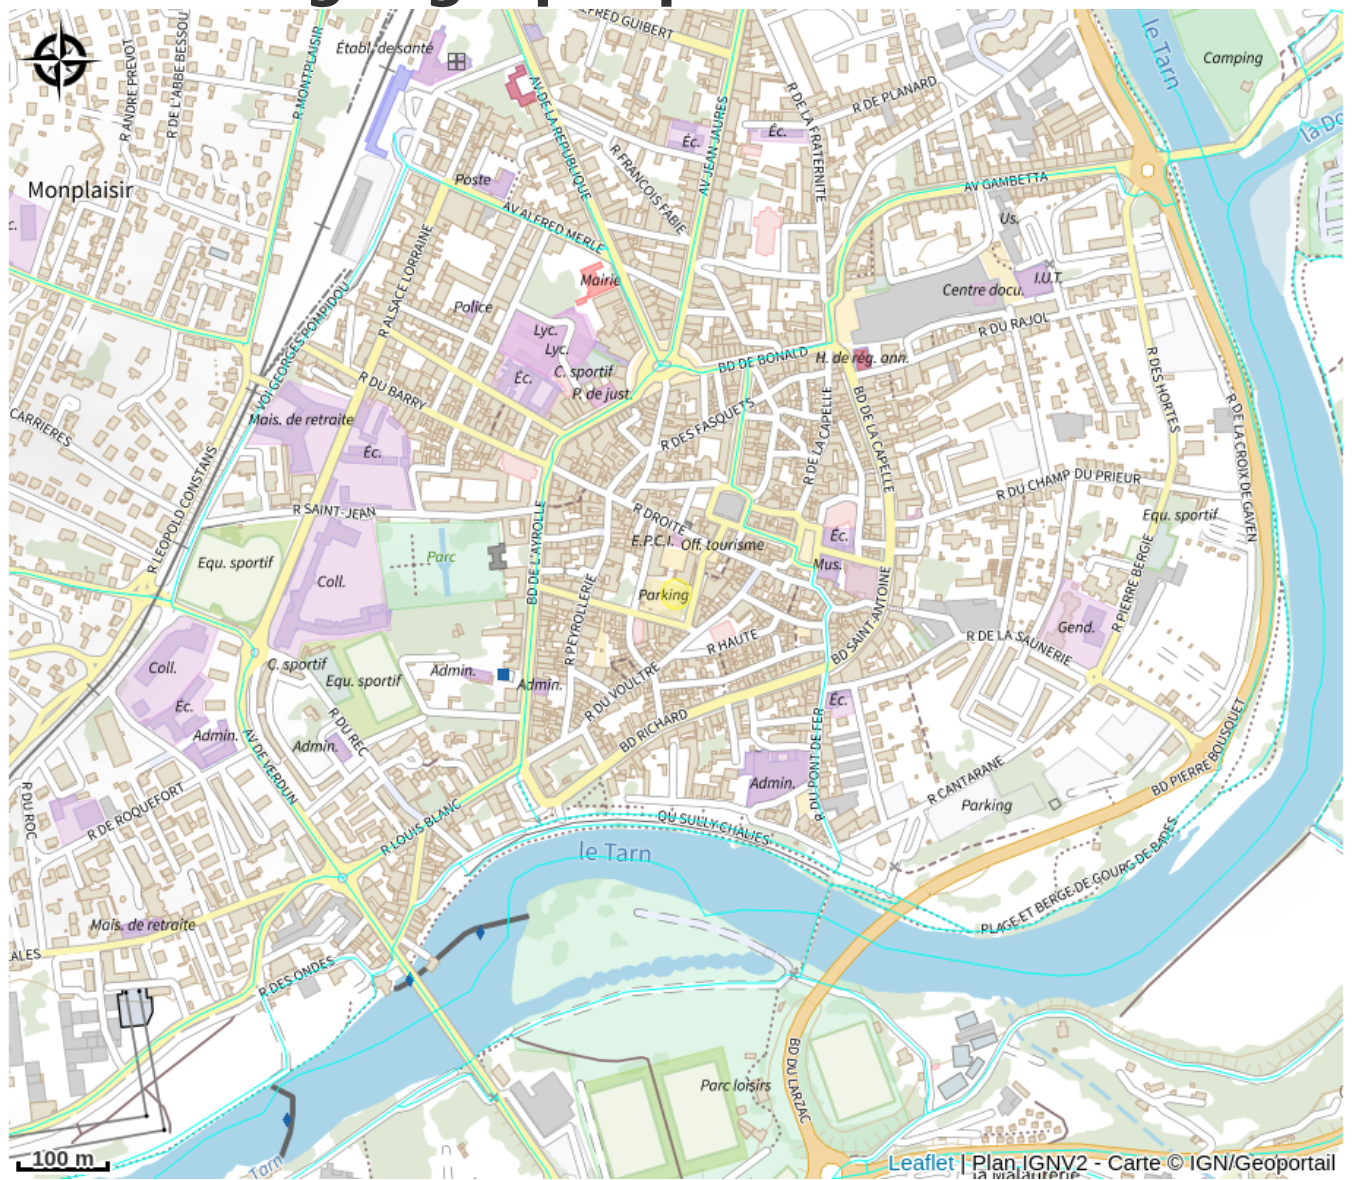 Établ. de santé
ALFRED GUIBERT
le Tarn
Camping
R ANDRE PREVOT
R DE L'ABBE BESSOU
R MONTPLAISIR
AV DE LA REPUBLIQUE
AV JEAN JAURES
R DE LA FRATERNITE
R DE PLANARD
Éc.
Éc.
R FRANCOIS FABIE
Monplaisir
Poste
AV GAMBETTA
AV ALFRED MERLE
Us.
R ALSACE LORRAINE
Mairie
I.U.T.
Centre docu.
Police
VOI GEORGES POMPIDOU
R DU RAJOL
Lyc.
Lyc.
BD DE BONALD
H. de rég. ann.
C. sportif
Éc.
P. de just.
R DU BARRY
R DES HORTES
CARRIERES
Mais. de retraite
R DES FASQUETS
R DE LA CAPELLE
BD DE LA CAPELLE
R DE LA CROIX DE GAVEN
Éc.
R LEOPOLD CONSTANS
R DU CHAMP DU PRIEUR
R SAINT-JEAN
R DROITE
Equ. sportif
BD DE L'AYROLLE
E.P.C.I.
Off. tourisme
Éc.
Equ. sportif
Parc
Mus.
Coll.
Parking
R PEYROLLERIE
R PIERRE BERGIE
BD SAINT-ANTOINE
Gend.
R HAUTE
R DE LA SAUNERIE
Coll.
C. sportif
Equ. sportif
Admin.
Admin.
R DU VOULTRE
Éc.
Éc.
BD RICHARD
R DU REC
Admin.
Admin.
AV DE VERDUN
R DU PONT DE FER
Admin.
BD PIERRE BOUSQUET
R CANTARANE
R DU ROC
R DE ROQUEFORT
Parking
R LOUIS BLANC
QU SULLY-CHALIES
le Tarn
PLAGE ET BERGE DE GOURG DE BADES
Mais. de retraite
ALES
R DES ONDES
BD DU LARZAC
Parc loisirs
100 m
Tarn
Leaflet | Plan IGNV2 - Carte © IGN/Geoportail
la Malaurerie